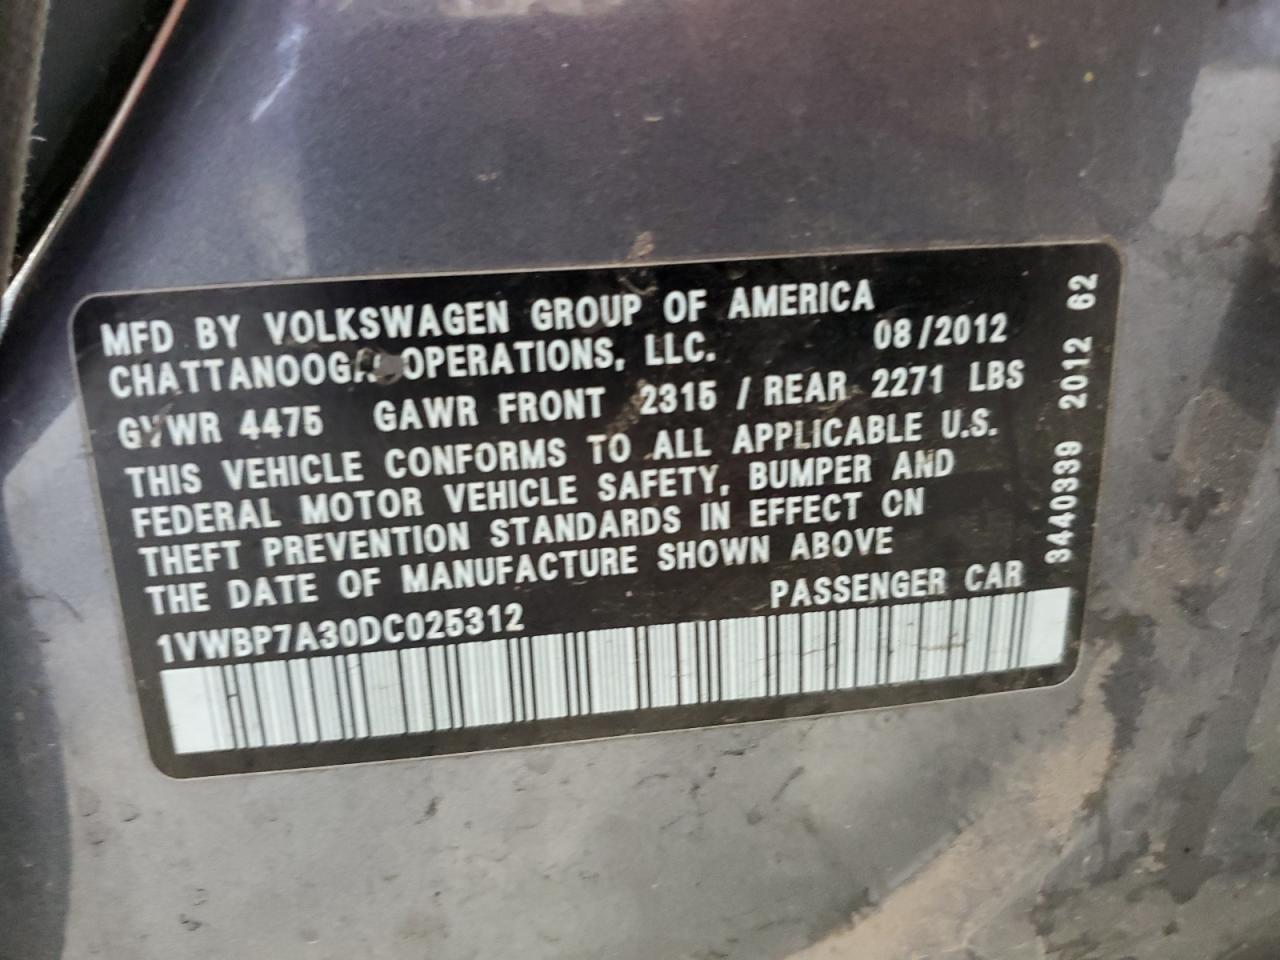 MFD BY VOLKSWAGEN GROUP OF AMERICA
CHATTANOOGA OPERATIONS, LLC. 08/2012
GVWR 4475 GAWR FRONT 2315 / REAR 2271 LBS
THIS VEHICLE CONFORMS TO ALL APPLICABLE U.S.
FEDERAL MOTOR VEHICLE SAFETY, BUMPER AND
THEFT PREVENTION STANDARDS IN EFFECT ON
THE DATE OF MANUFACTURE SHOWN ABOVE
1VWBP7A30DC025312 PASSENGER CAR
3440339 2012 62